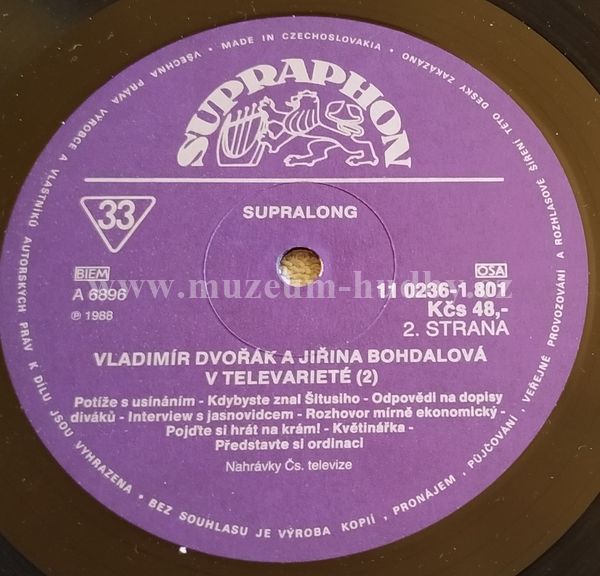 VŠECHNA PRÁVA VÝROBCE A VLASTNÍKŮ AUTORSKÝCH PRÁV K DÍLU JSOU VYHRAZENA • BEZ SOUHLASU JE VÝROBA KOPIÍ, PRONÁJEM, PŮJČOVÁNÍ, VEŘEJNÉ PROVOZOVÁNÍ A ROZHLASOVÉ ŠÍŘENÍ TÉTO DESKY ZAKÁZÁNO • MADE IN CZECHOSLOVAKIA •
SUPRAPHON
33
SUPRALONG
BIEM
OSA
www.muzeum-hudby.cz
A 6896
11 0236-1 801
℗ 1988
Kčs 48,-
2. STRANA
VLADIMÍR DVOŘÁK A JIŘINA BOHDALOVÁ
V TELEVARIETÉ (2)
Potíže s usínáním - Kdybyste znal Šitusiho - Odpovědi na dopisy
diváků - Interview s jasnovidcem - Rozhovor mírně ekonomický -
Pojďte si hrát na krám! - Květinářka -
Představte si ordinaci
Nahrávky Čs. televize